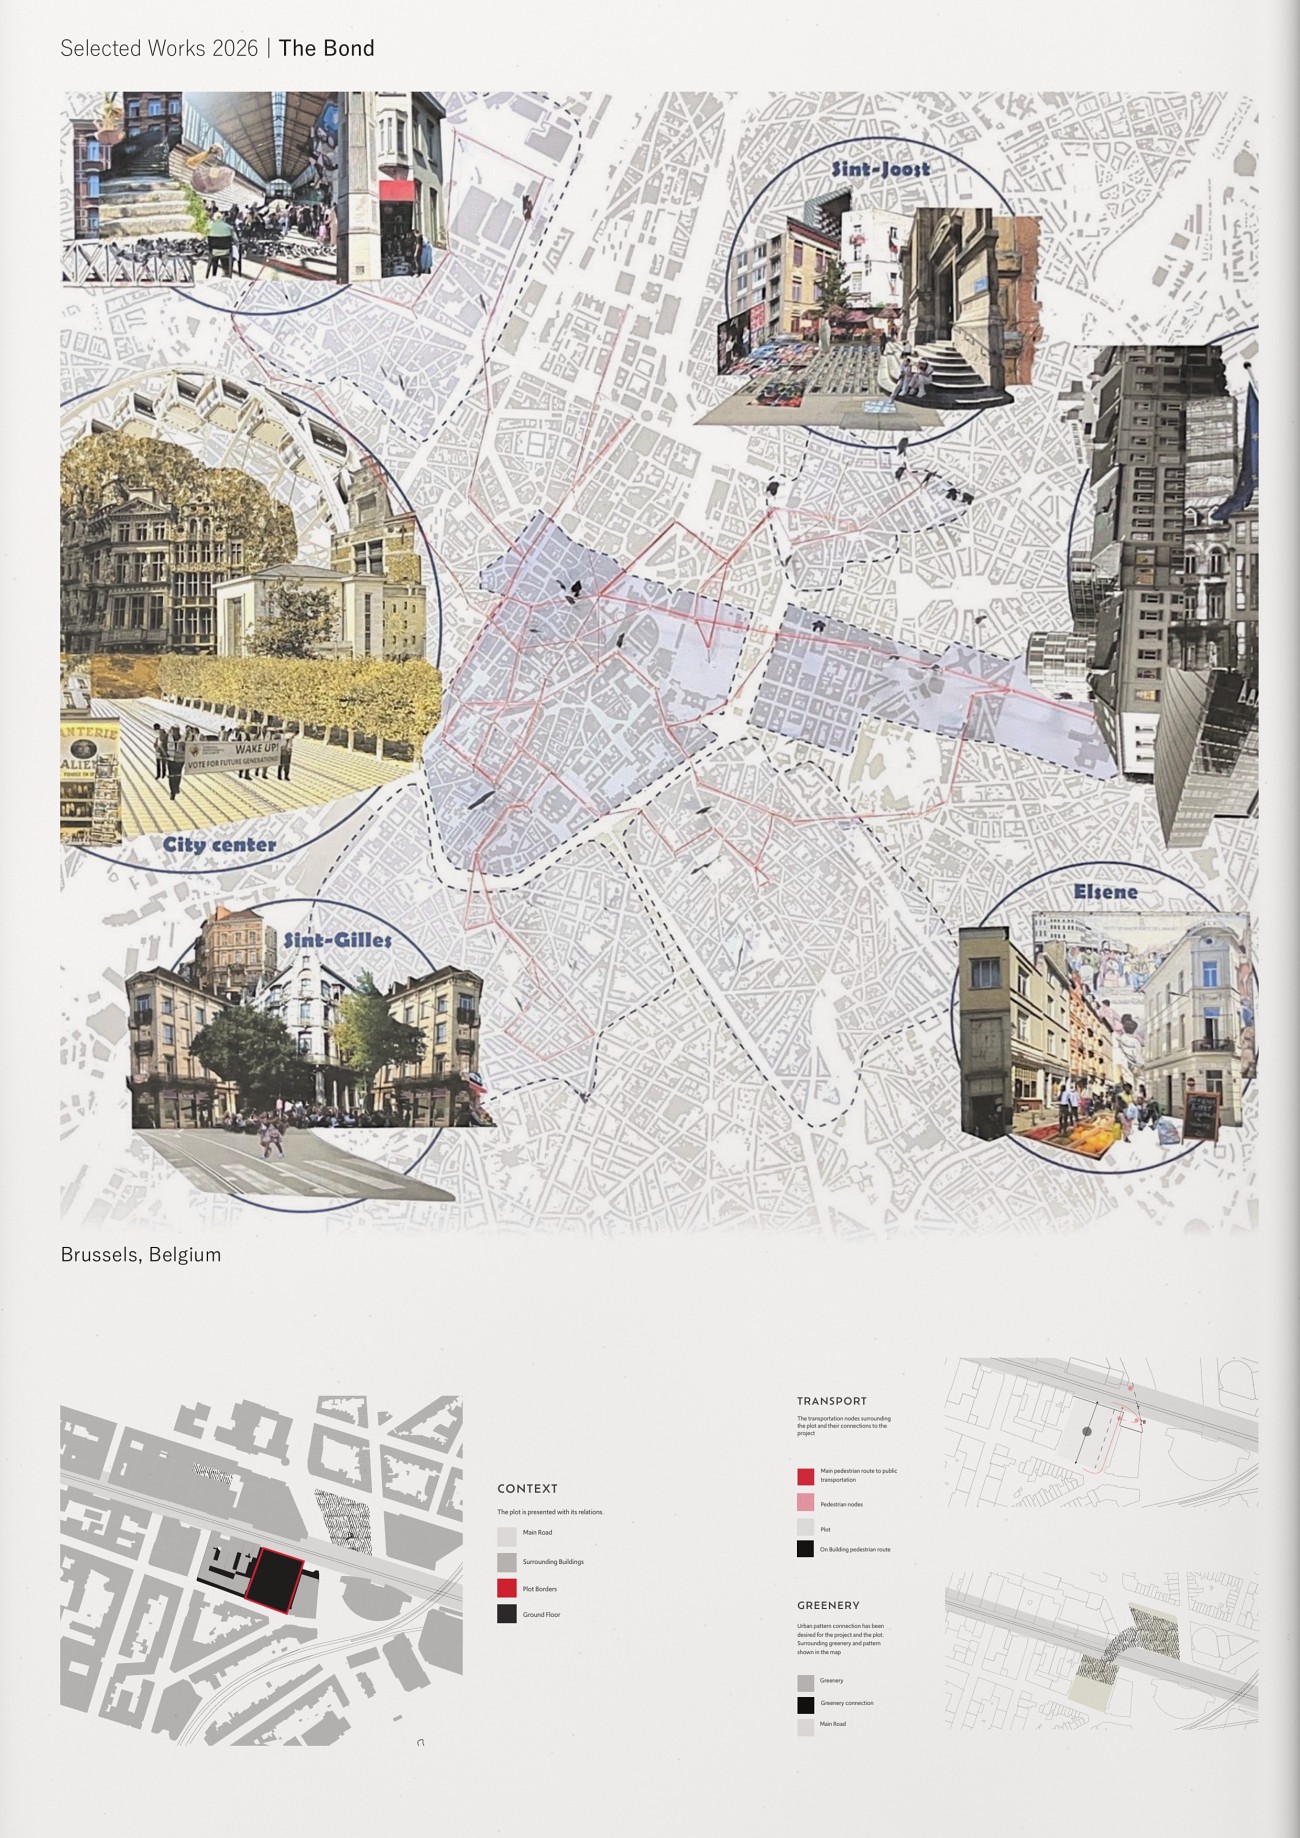 Selected Works 2026 | The Bond
Sint-Joost
ANTERIE
ALIE
WAKE UP!
VOTE FOR FUTURE GENERATIONS!
City center
Elsene
Sint-Gilles
Brussels, Belgium
CONTEXT
The plot is presented with its relations.
Main Road
Surrounding Buildings
Plot Borders
Ground Floor
TRANSPORT
The transportation nodes surrounding
the plot and their connections to the
project
Main pedestrian route to public
transportation
Pedestrian nodes
Plot
On Building pedestrian route
GREENERY
Urban pattern connection has been
desired for the project and the plot.
Surrounding greenery and pattern
shown in the map
Greenery
Greenery connection
Main Road